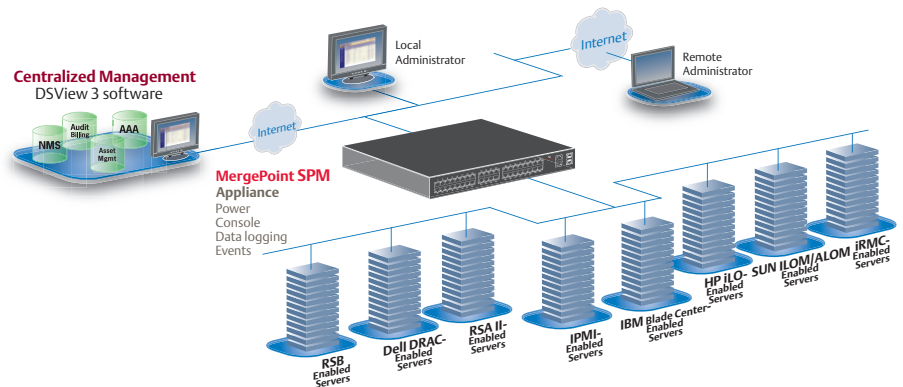 Centralized Management
DSView 3 software
NMS
Audit
Billing
AAA
Asset
Mgmt
Internet
Local
Administrator
Internet
Remote
Administrator
MergePoint SPM
Appliance
Power
Console
Data logging
Events
RSB
Enabled
Servers
Dell DRAC-
Enabled
Servers
RSA II-
Enabled
Servers
IPMI-
Enabled
Servers
IBM Blade Center-
Enabled
Servers
HP iLO-
Enabled
Servers
SUN ILOM/ALOM
Enabled
Servers
iRMC-
Enabled
Servers